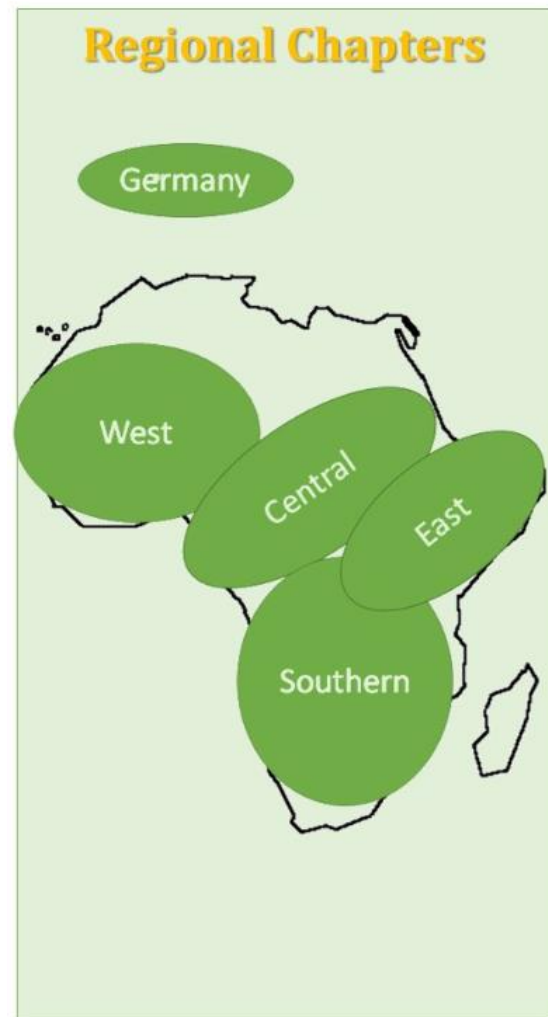 Regional Chapters
Germany
West
Central
East
Southern